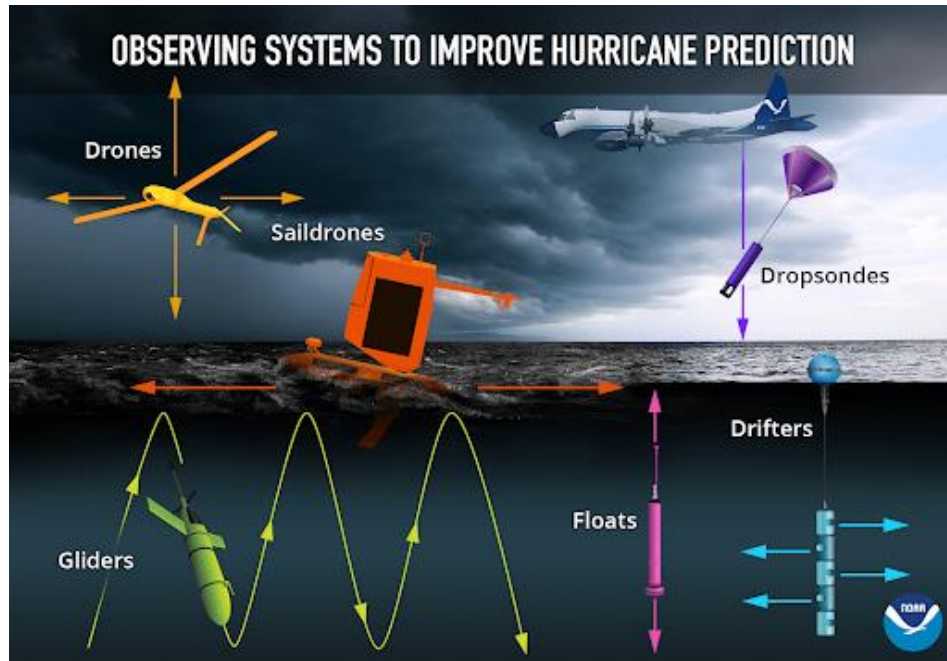 OBSERVING SYSTEMS TO IMPROVE HURRICANE PREDICTION
Drones
Saildrones
Dropsondes
Drifters
Floats
Gliders
NOAA